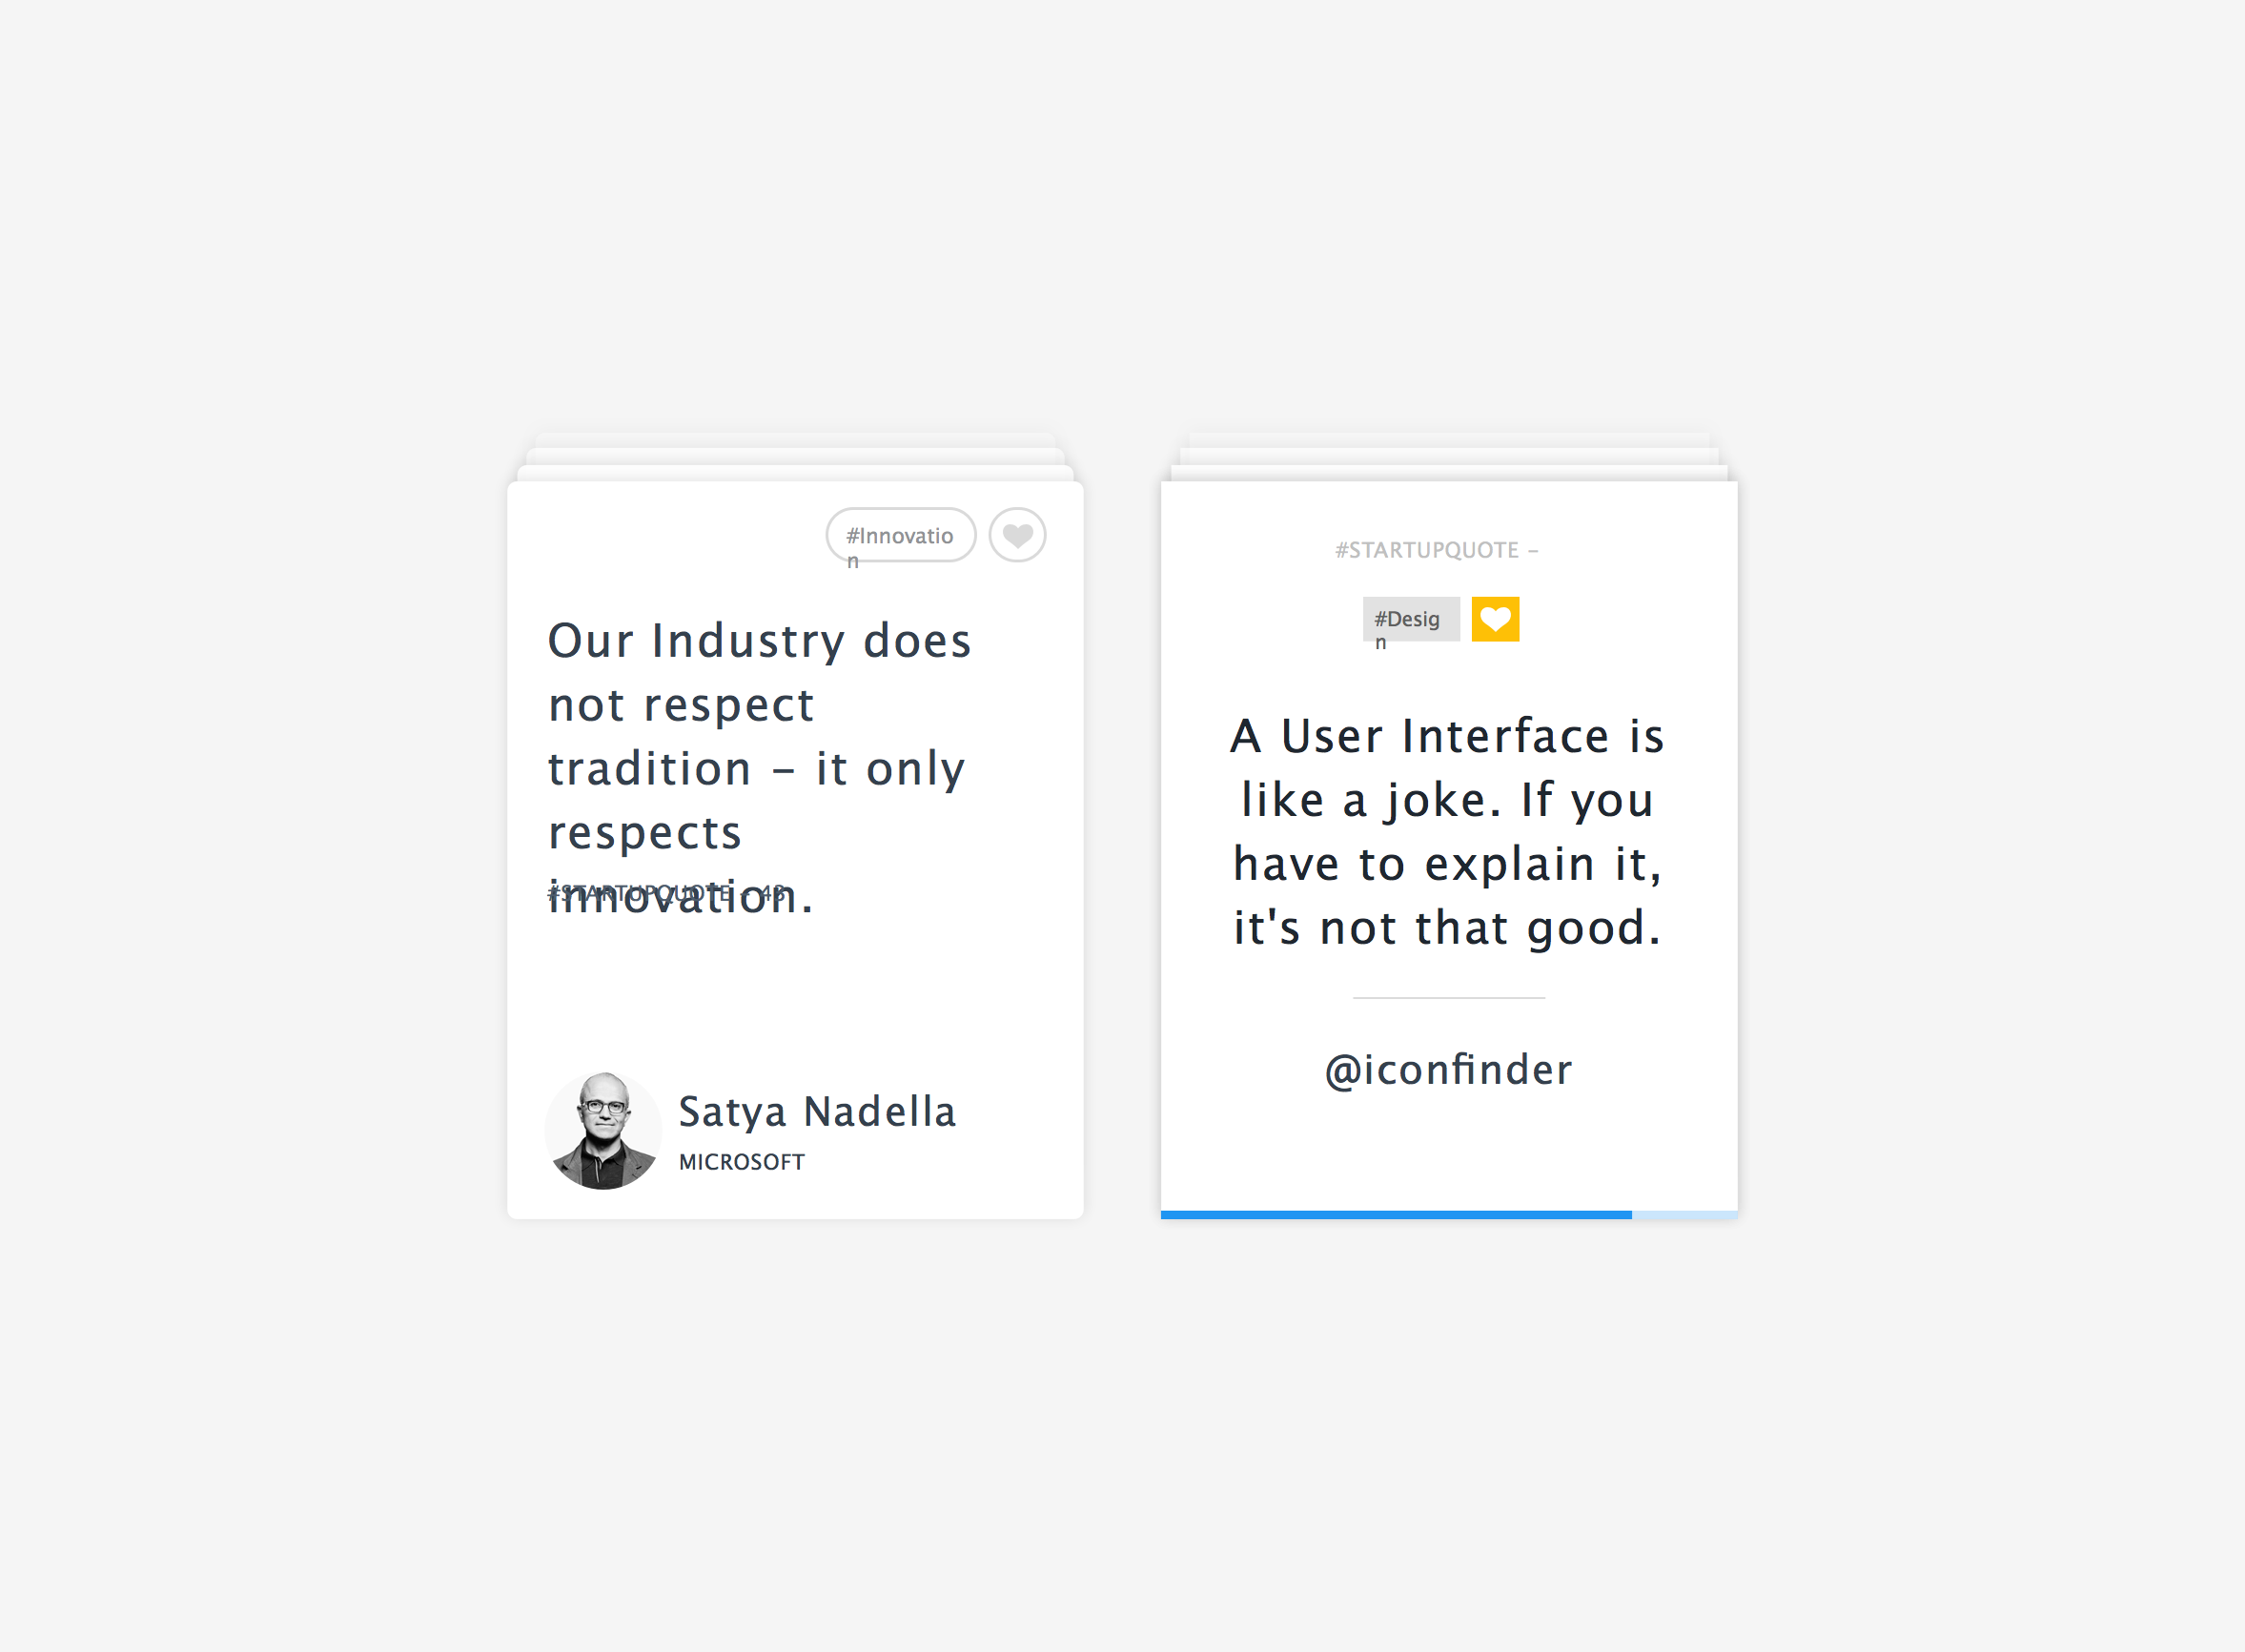 #Innovatio
n
Our Industry does
not respect
tradition – it only
respects
innovation.
#STARTUPQUOTE – 48
Satya Nadella
MICROSOFT
#STARTUPQUOTE –
#Desig
n
A User Interface is
like a joke. If you
have to explain it,
it's not that good.
@iconfinder